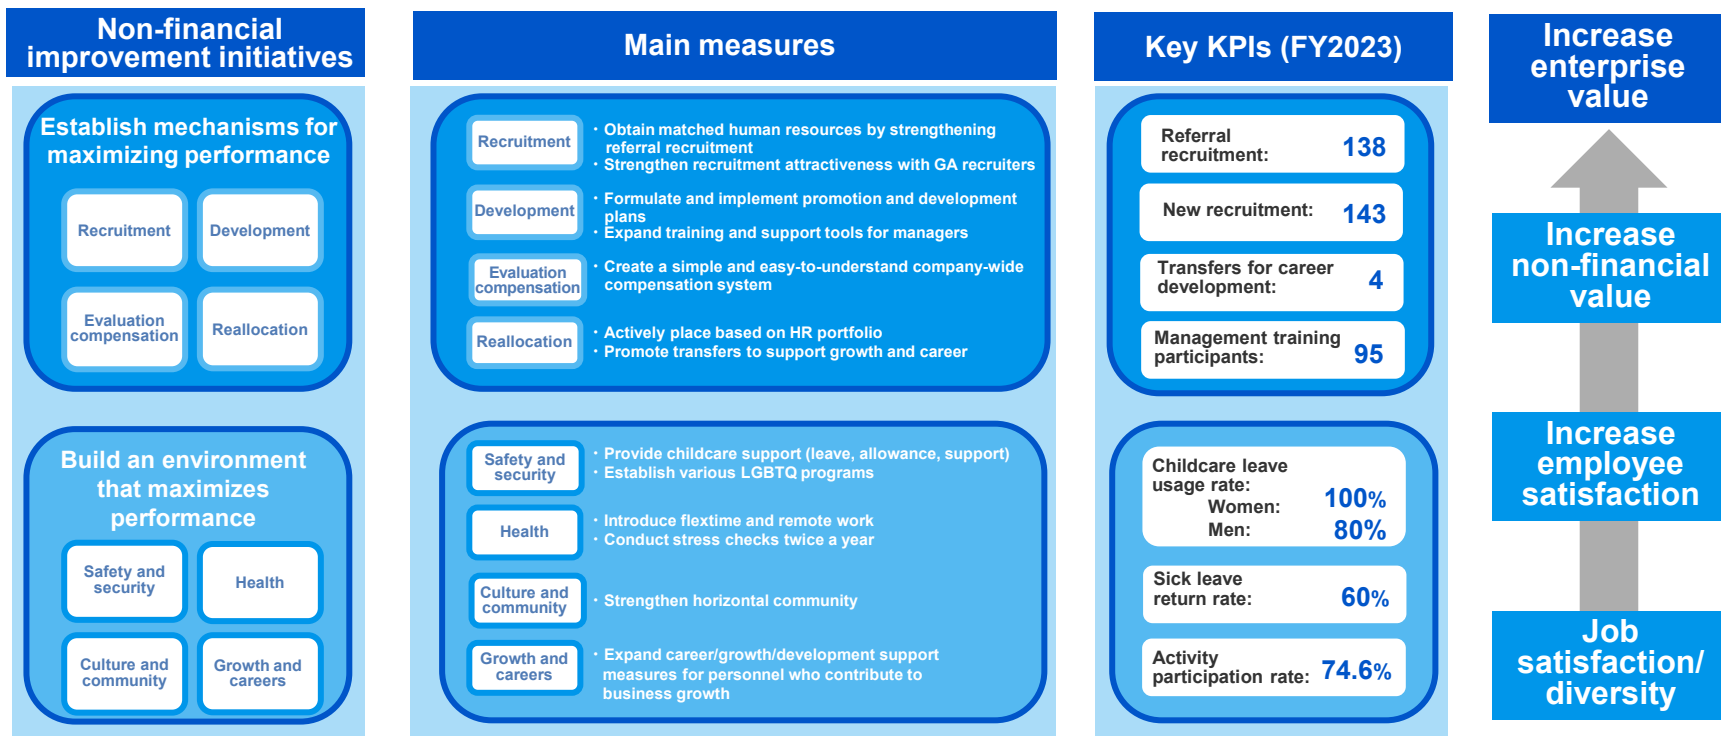 Non-financial
improvement initiatives
Establish mechanisms for
maximizing performance
Recruitment
Development
Evaluation
compensation
Reallocation
Build an environment
that maximizes
performance
Safety and
security
Health
Culture and
community
Growth and
careers
Main measures
Recruitment
・Obtain matched human resources by strengthening
referral recruitment
・Strengthen recruitment attractiveness with GA recruiters
Development
・Formulate and implement promotion and development
plans
・Expand training and support tools for managers
Evaluation
compensation
・Create a simple and easy-to-understand company-wide
compensation system
Reallocation
・Actively place based on HR portfolio
・Promote transfers to support growth and career
Safety and
security
・Provide childcare support (leave, allowance, support)
・Establish various LGBTQ programs
Health
・Introduce flextime and remote work
・Conduct stress checks twice a year
Culture and
community
・Strengthen horizontal community
Growth and
careers
・Expand career/growth/development support
measures for personnel who contribute to
business growth
Key KPIs (FY2023)
Referral
recruitment: 138
New recruitment: 143
Transfers for career
development: 4
Management training
participants: 95
Childcare leave
usage rate:
Women: 100%
Men: 80%
Sick leave
return rate: 60%
Activity
participation rate: 74.6%
Increase
enterprise
value
Increase
non-financial
value
Increase
employee
satisfaction
Job
satisfaction/
diversity